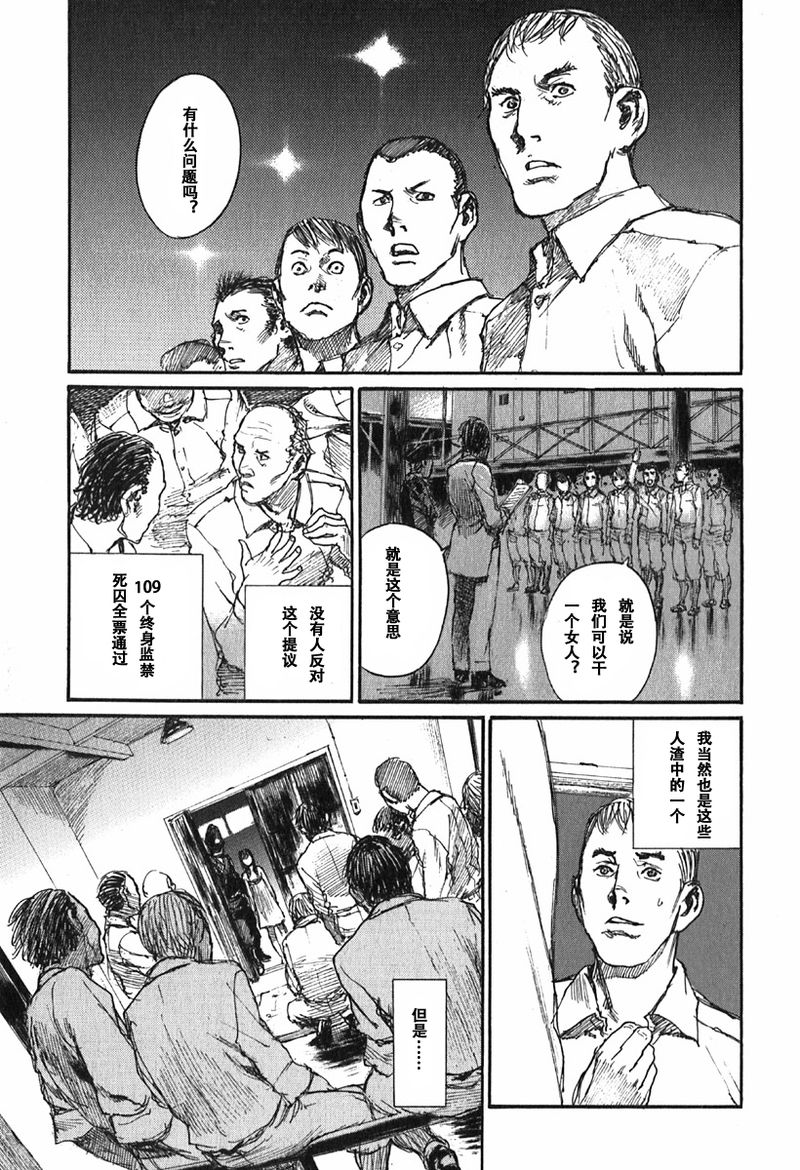 有什么问题吗？
就是说
我们可以干
一个女人？
就是这个意思
没有人反对
这个提议
109
个终身监禁
死囚全票通过
我当然也是这些
人渣中的一个
但是……